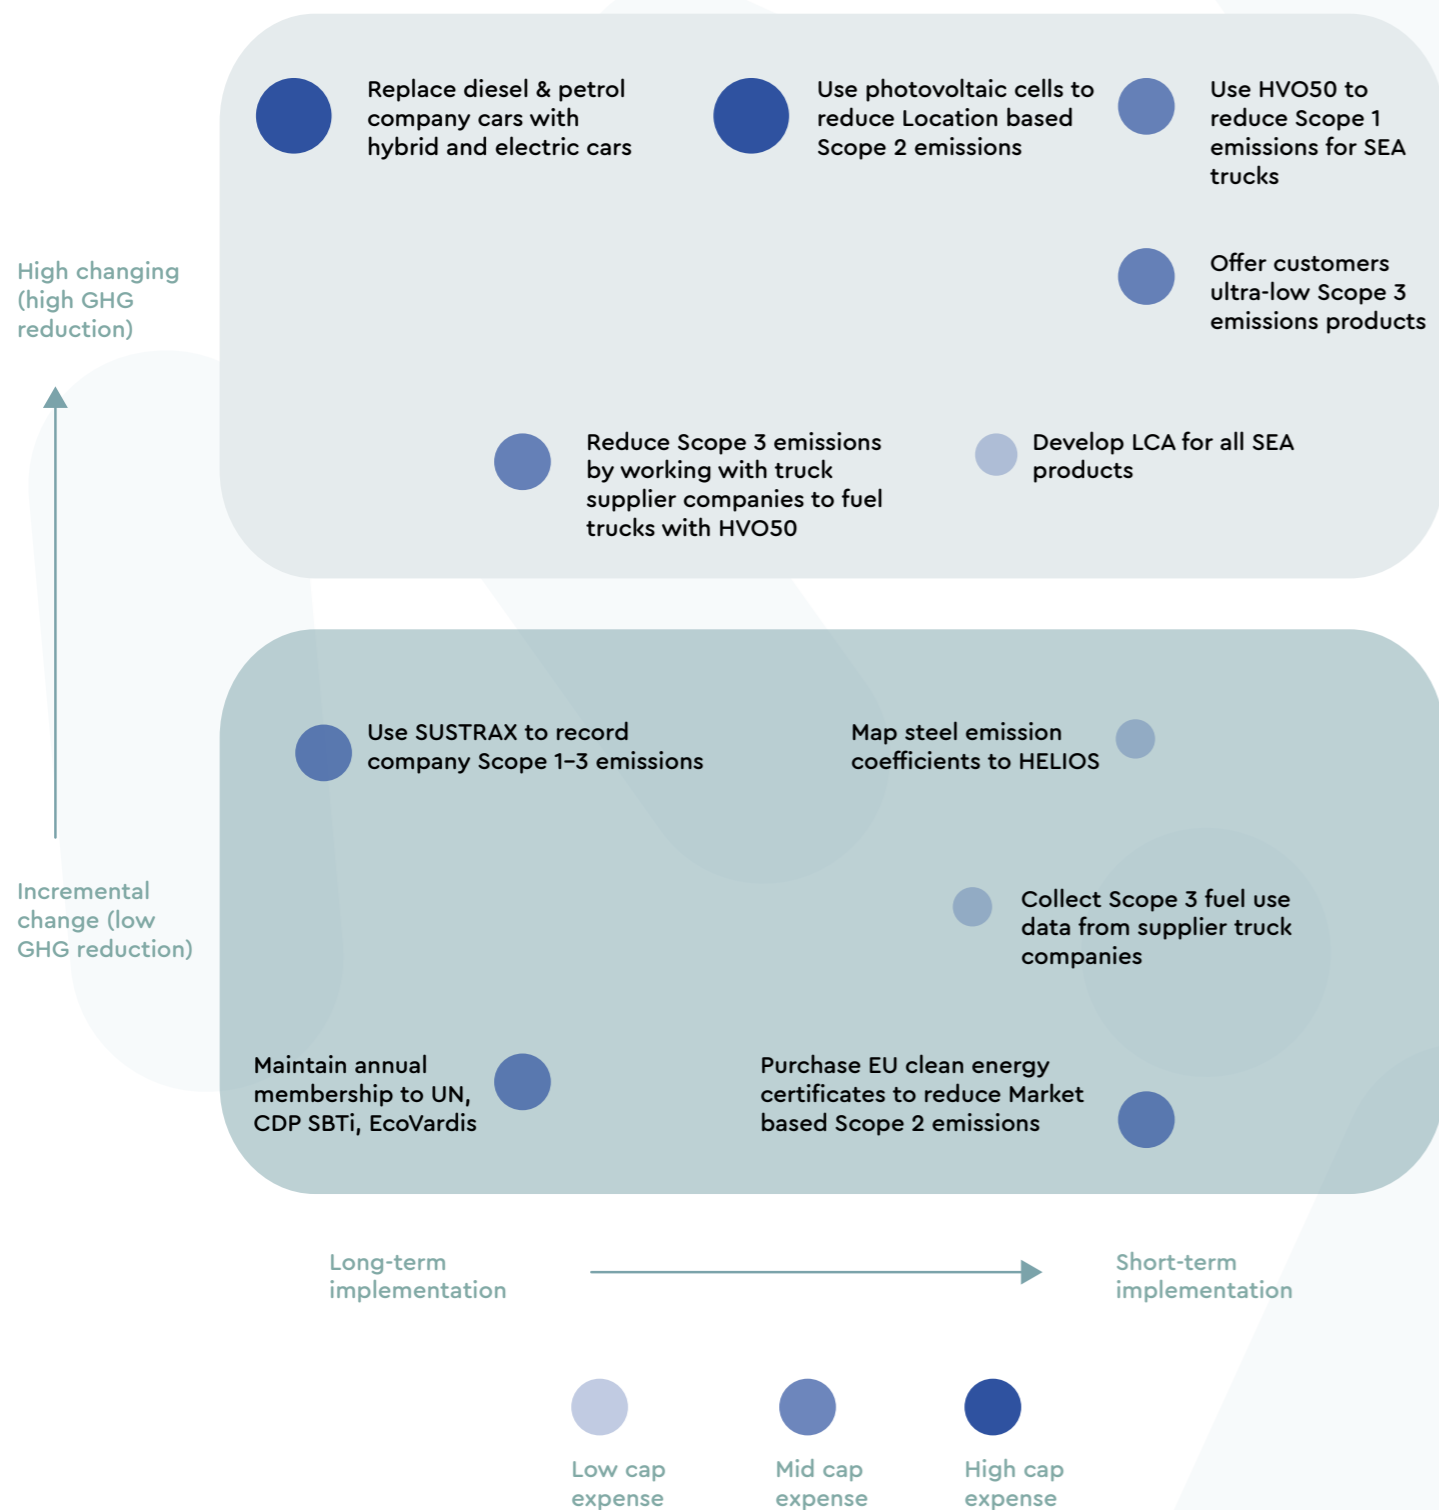 Replace diesel & petrol
company cars with
hybrid and electric cars
Use photovoltaic cells to
reduce Location based
Scope 2 emissions
Use HVO50 to
reduce Scope 1
emissions for SEA
trucks
High changing
(high GHG
reduction)
Offer customers
ultra-low Scope 3
emissions products
Reduce Scope 3 emissions
by working with truck
supplier companies to fuel
trucks with HVO50
Develop LCA for all SEA
products
Use SUSTRAX to record
company Scope 1–3 emissions
Map steel emission
coefficients to HELIOS
Incremental
change (low
GHG reduction)
Collect Scope 3 fuel use
data from supplier truck
companies
Maintain annual
membership to UN,
CDP SBTi, EcoVardis
Purchase EU clean energy
certificates to reduce Market
based Scope 2 emissions
Long-term
implementation
Short-term
implementation
Low cap
expense
Mid cap
expense
High cap
expense